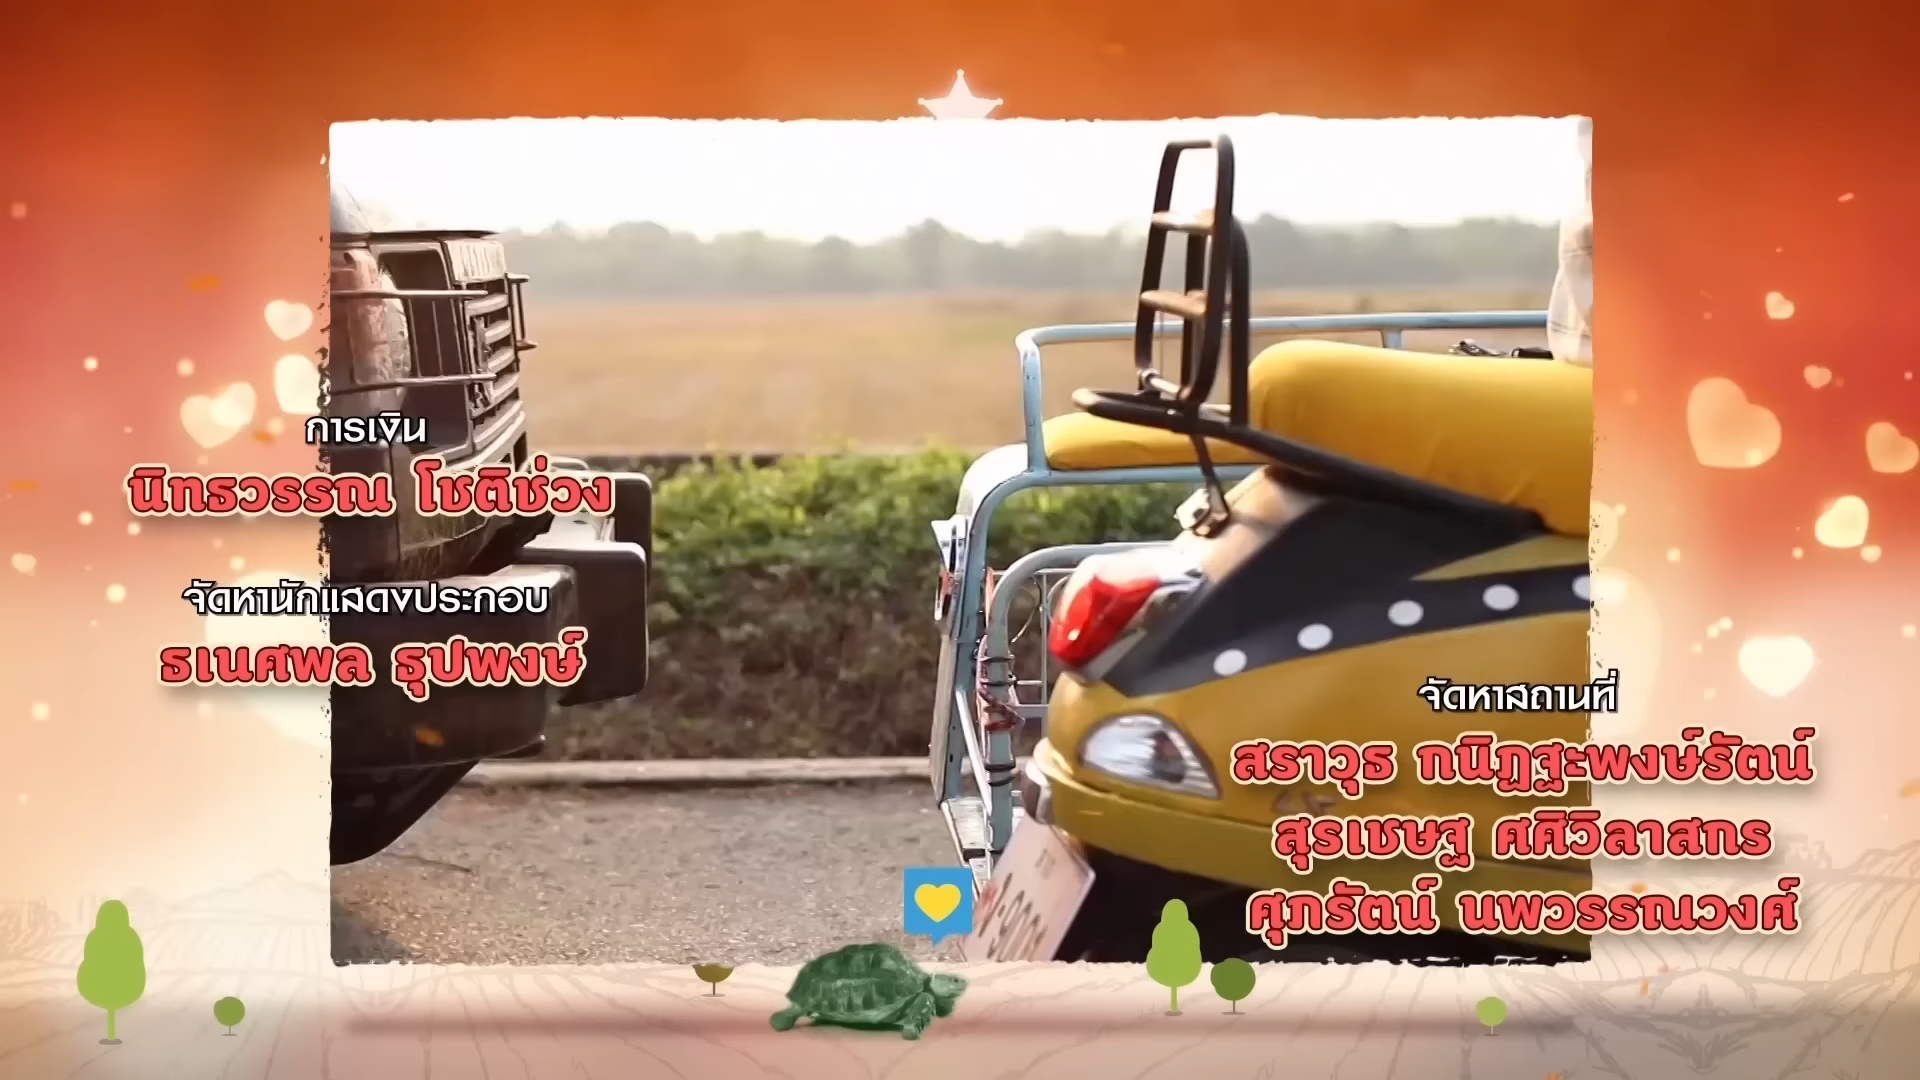 การเงิน
นิทธวรรณ โชติช่วง
จัดหานักแสดงประกอบ
ธเนศพล ธุปพงษ์
จัดหาสถานที่
สราวุธ กนิฏฐะพงษ์รัตน์
สุรเชษฐ ศศิวิลาสกร
ศุภรัตน์ นพวรรณวงศ์